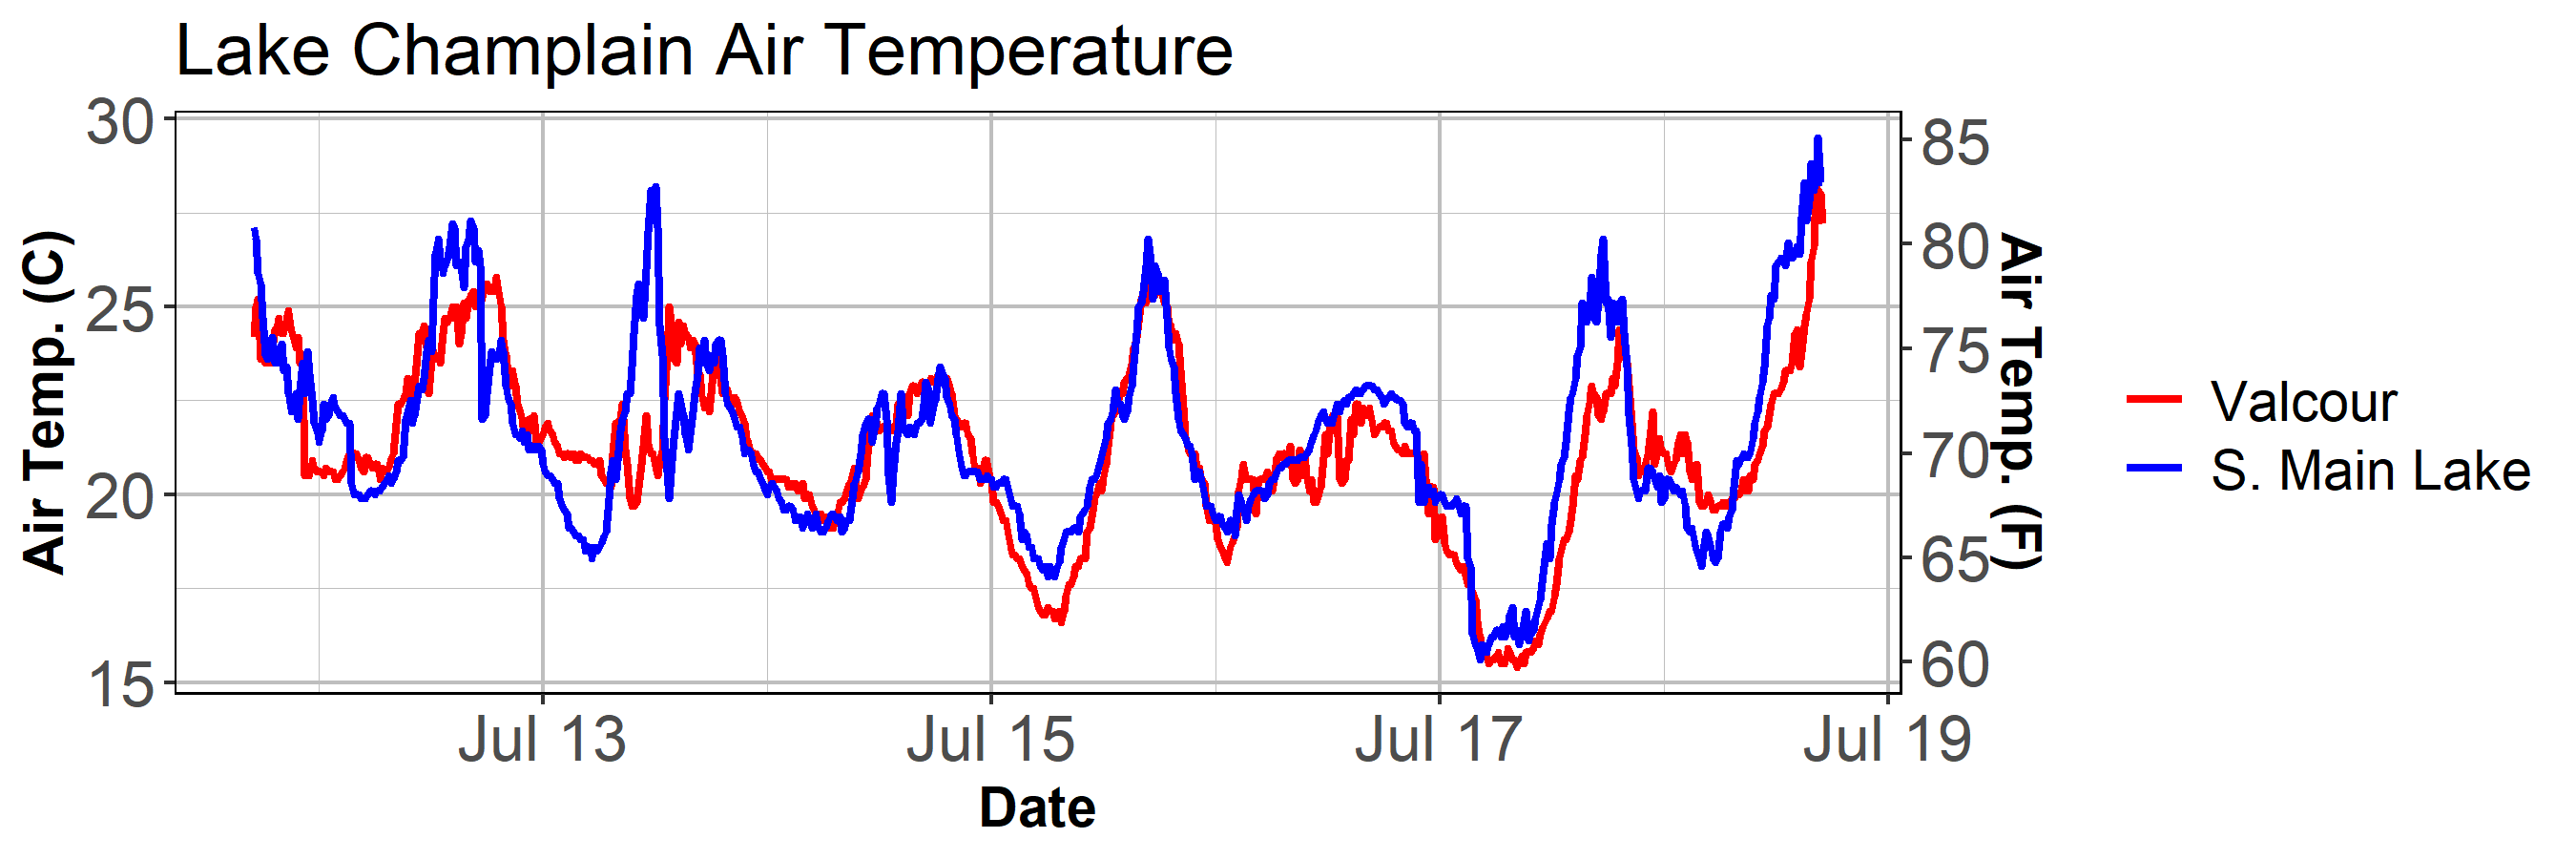 Lake Champlain Air Temperature
30
25
20
15
Air Temp. (C)
85
80
75
70
65
60
Air Temp. (F)
Jul 13
Jul 15
Jul 17
Jul 19
Date
Valcour
S. Main Lake